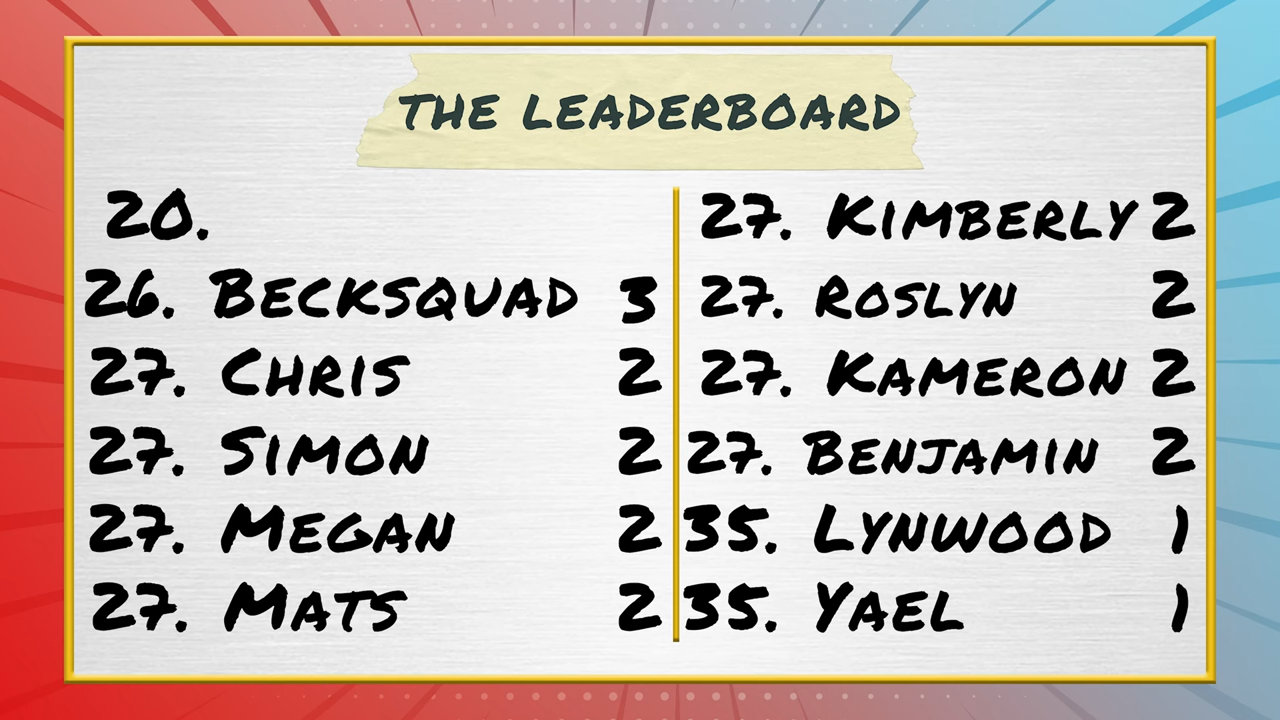 THE LEADERBOARD
20.
26. BECKSQUAD 3
27. CHRIS 2
27. SIMON 2
27. MEGAN 2
27. MATS 2
27. KIMBERLY 2
27. ROSLYN 2
27. KAMERON 2
27. BENJAMIN 2
35. LYNWOOD 1
35. YAEL 1